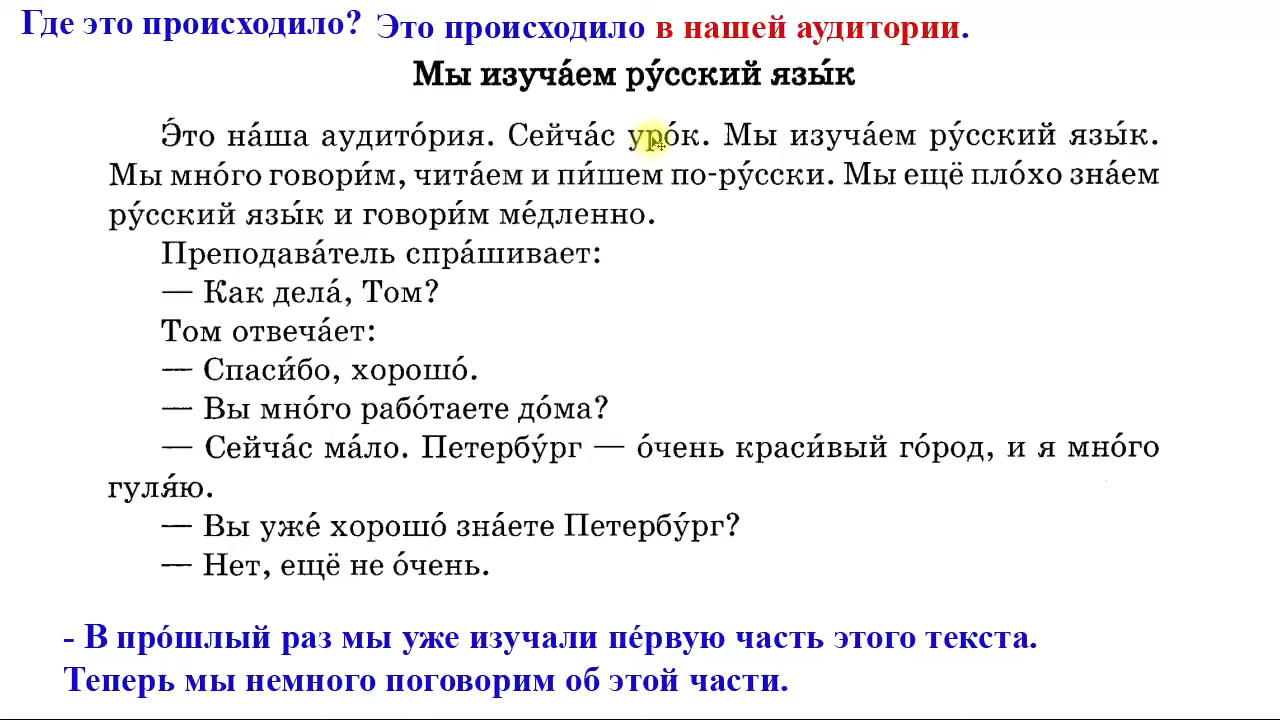 Где это происходило? Это происходило в нашей аудитории.
Мы изуча́ем ру́сский язы́к
Э́то на́ша аудито́рия. Сейча́с уро́к. Мы изуча́ем ру́сский язы́к.
Мы мно́го говори́м, чита́ем и пи́шем по-ру́сски. Мы ещё пло́хо зна́ем
ру́сский язы́к и говори́м ме́дленно.
Преподава́тель спра́шивает:
— Как дела́, Том?
Том отвеча́ет:
— Спаси́бо, хорошо́.
— Вы мно́го рабо́таете до́ма?
— Сейча́с ма́ло. Петербу́рг — о́чень краси́вый го́род, и я мно́го
гуля́ю.
— Вы уже́ хорошо́ зна́ете Петербу́рг?
— Нет, ещё не о́чень.
- В про́шлый раз мы уже изучали пе́рвую часть этого текста.
Теперь мы немного поговорим об этой части.